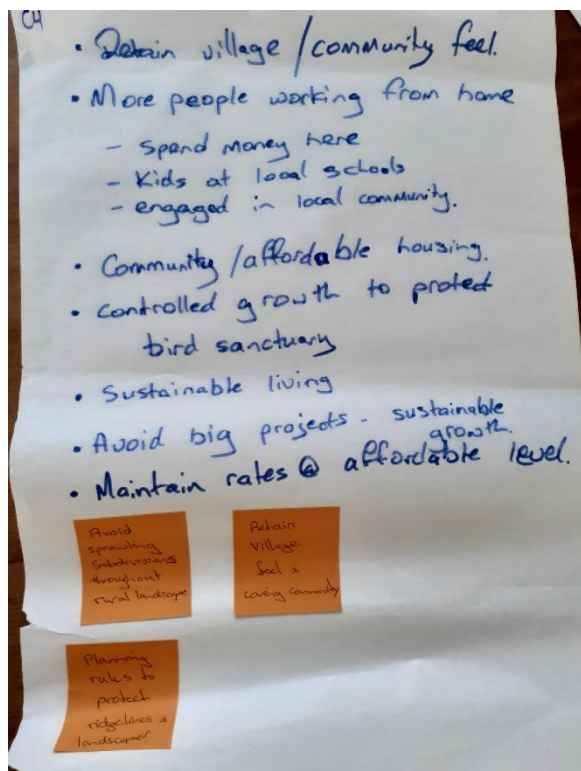 C4
• Retain village / community feel.
• More people working from home
- Spend money here
- Kids at local schools
- engaged in local community.
• Community / affordable housing.
• controlled growth to protect
bird sanctuary
• Sustainable living
• Avoid big projects - sustainable
growth.
• Maintain rates @ affordable level.
Avoid
sprawling
subdivisions
throughout
rural landscape
Retain
Village
feel &
caring community
Planning
rules to
protect
ridgelines &
landscapes